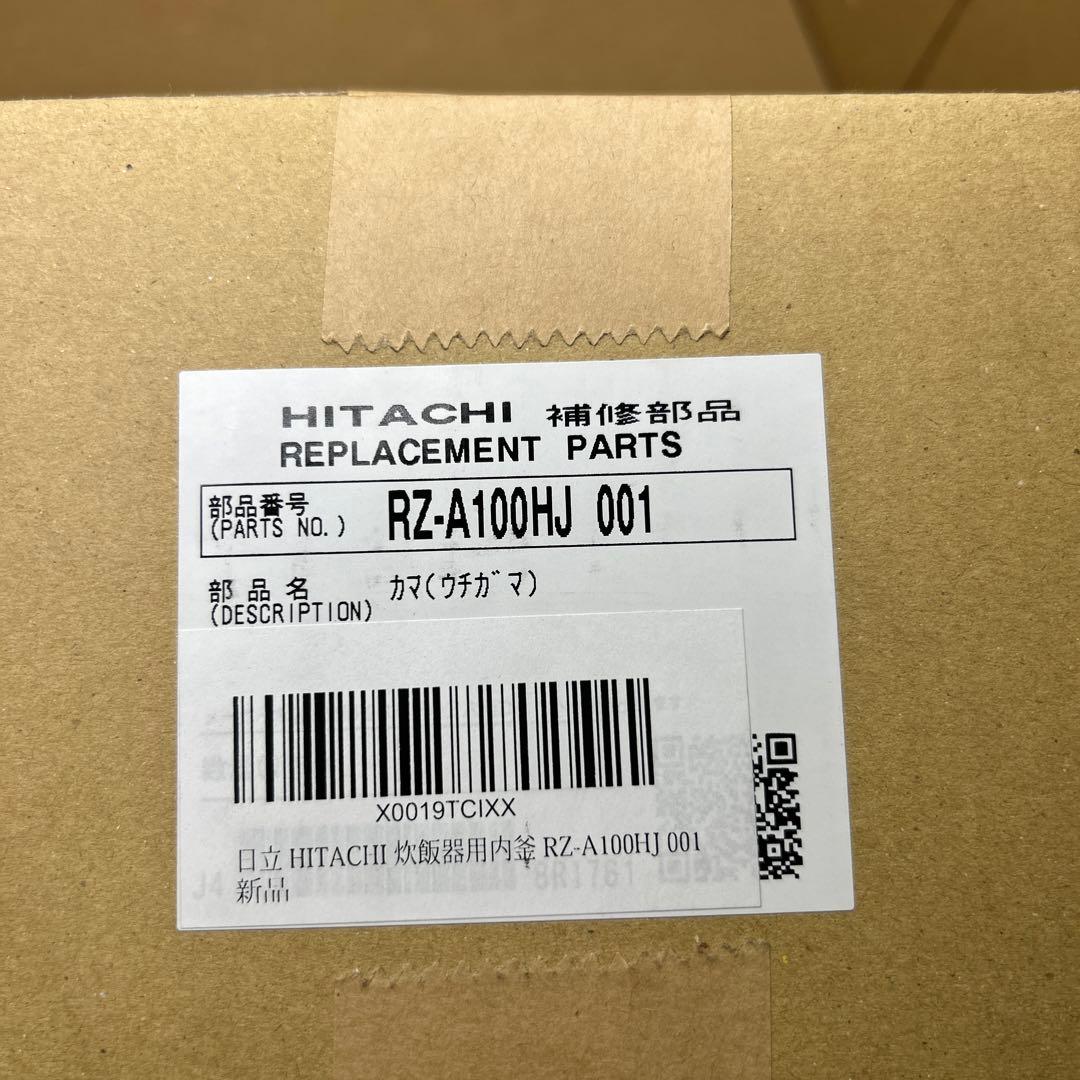 HITACHI 補修部品
REPLACEMENT PARTS
部品番号
(PARTS NO.) RZ-A100HJ 001
部品名 カマ(ウチガマ)
(DESCRIPTION)
X0019TCIXX
日立 HITACHI 炊飯器用内釜 RZ-A100HJ 001
新品
8R1761